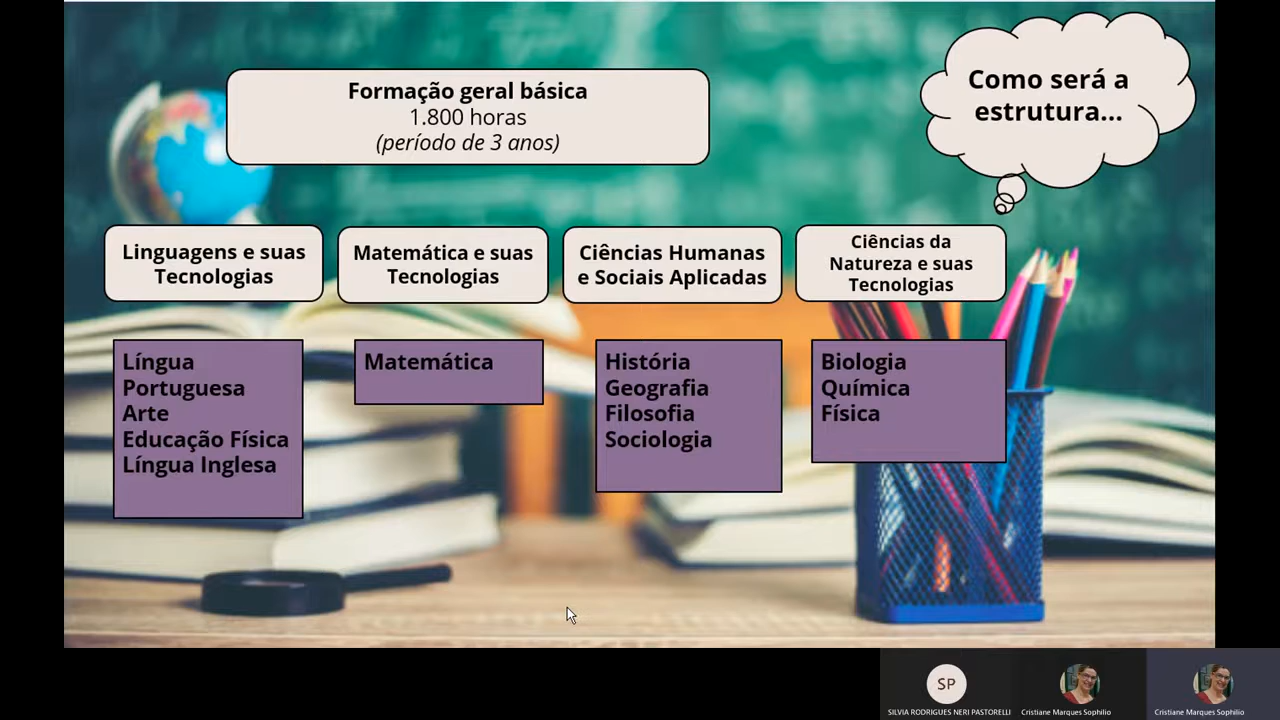 Formação geral básica
1.800 horas
(período de 3 anos)
Como será a
estrutura...
Linguagens e suas
Tecnologias
Matemática e suas
Tecnologias
Ciências Humanas
e Sociais Aplicadas
Ciências da
Natureza e suas
Tecnologias
Língua
Portuguesa
Arte
Educação Física
Língua Inglesa
Matemática
História
Geografia
Filosofia
Sociologia
Biologia
Química
Física
SP
SILVIA RODRIGUES NERI PASTORELLI
Cristiane Marques Sophilio
Cristiane Marques Sophilio